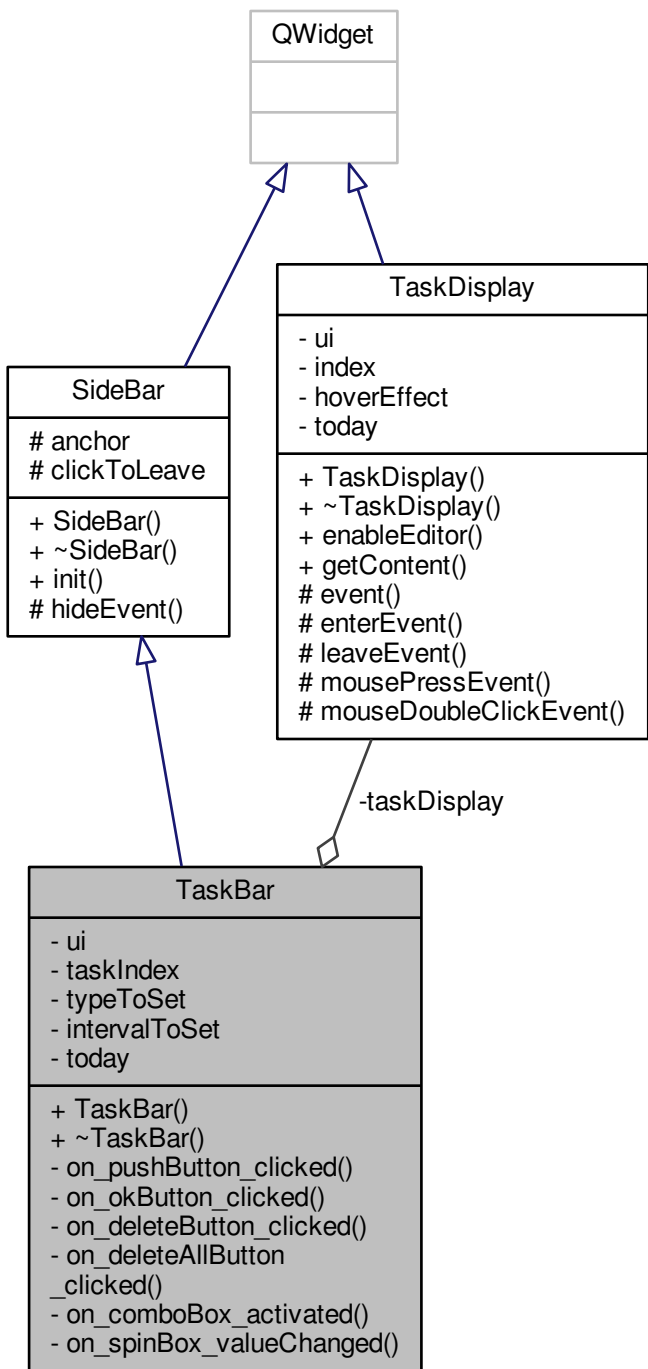 QWidget
TaskDisplay
- ui
- index
- hoverEffect
- today
+ TaskDisplay()
+ ~TaskDisplay()
+ enableEditor()
+ getContent()
# event()
# enterEvent()
# leaveEvent()
# mousePressEvent()
# mouseDoubleClickEvent()
SideBar
# anchor
# clickToLeave
+ SideBar()
+ ~SideBar()
+ init()
# hideEvent()
-taskDisplay
TaskBar
- ui
- taskIndex
- typeToSet
- intervalToSet
- today
+ TaskBar()
+ ~TaskBar()
- on_pushButton_clicked()
- on_okButton_clicked()
- on_deleteButton_clicked()
- on_deleteAllButton
_clicked()
- on_comboBox_activated()
- on_spinBox_valueChanged()